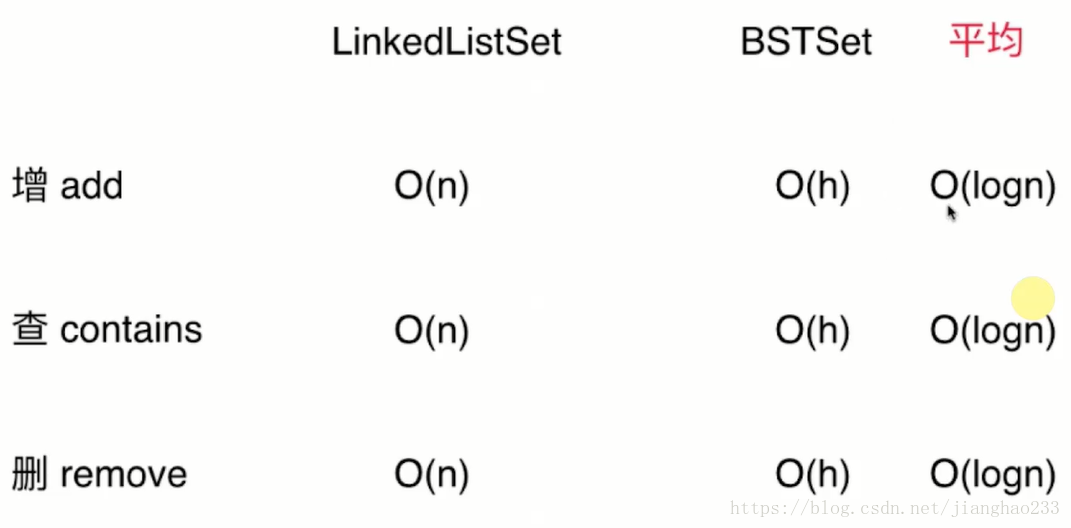 LinkedListSet BSTSet 平均
增 add O(n) O(h) O(logn)
查 contains O(n) O(h) O(logn)
删 remove O(n) O(h) O(logn)
https://blog.csdn.net/jianghao233